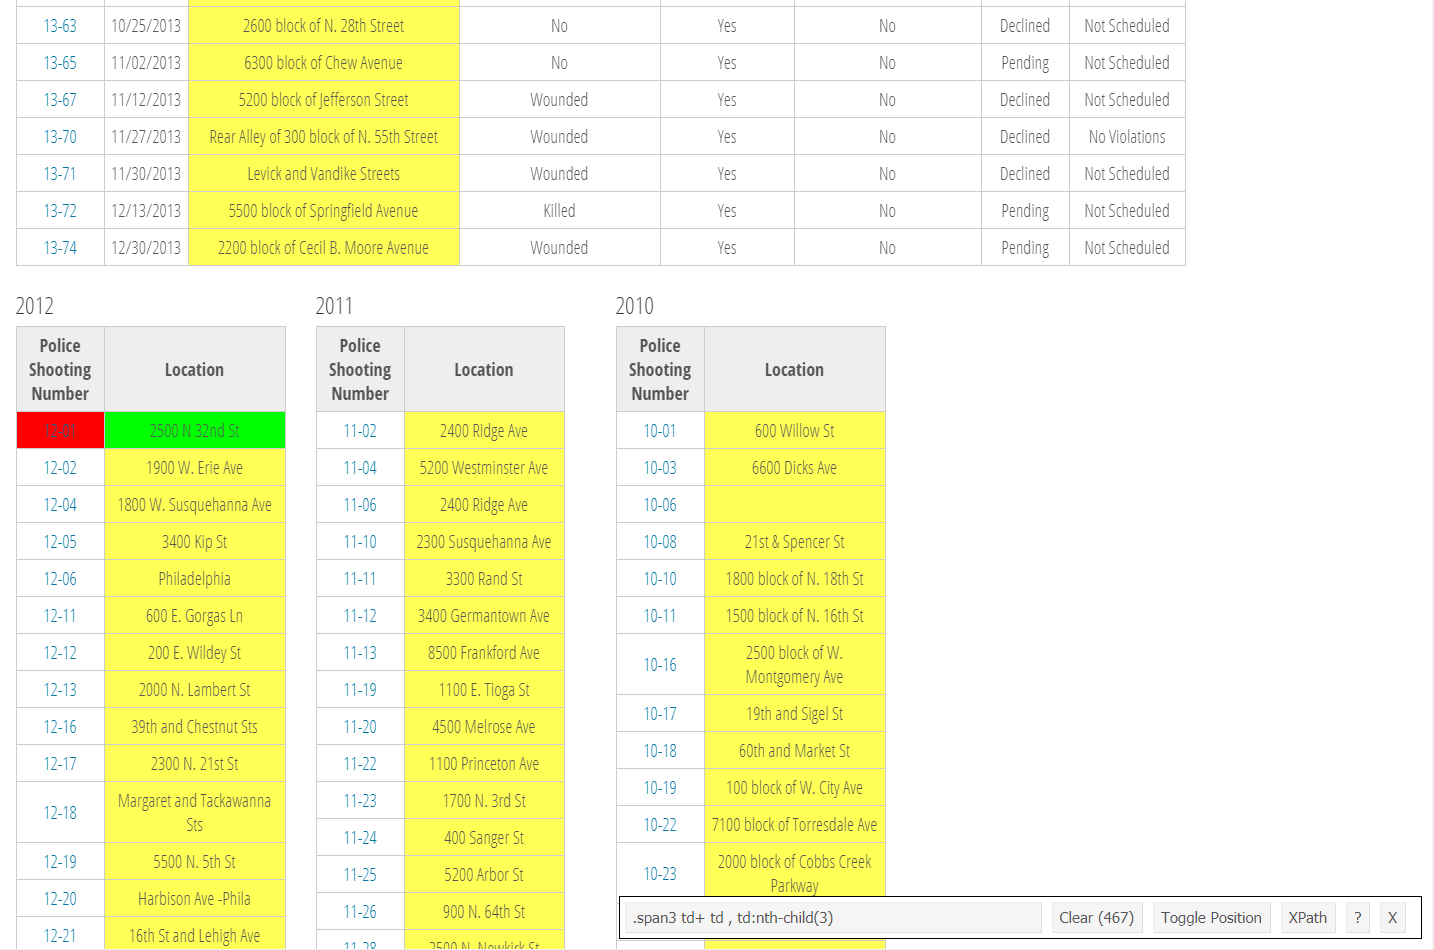 13-63 10/25/2013 2600 block of N. 28th Street No Yes No Declined Not Scheduled
13-65 11/02/2013 6300 block of Chew Avenue No Yes No Pending Not Scheduled
13-67 11/12/2013 5200 block of Jefferson Street Wounded Yes No Declined Not Scheduled
13-70 11/27/2013 Rear Alley of 300 block of N. 55th Street Wounded Yes No Declined No Violations
13-71 11/30/2013 Levick and Vandike Streets Wounded Yes No Declined Not Scheduled
13-72 12/13/2013 5500 block of Springfield Avenue Killed Yes No Pending Not Scheduled
13-74 12/30/2013 2200 block of Cecil B. Moore Avenue Wounded Yes No Pending Not Scheduled
2012
Police
Shooting
Number
Location
12-01 2500 N 32nd St
12-02 1900 W. Erie Ave
12-04 1800 W. Susquehanna Ave
12-05 3400 Kip St
12-06 Philadelphia
12-11 600 E. Gorgas Ln
12-12 200 E. Wildey St
12-13 2000 N. Lambert St
12-16 39th and Chestnut Sts
12-17 2300 N. 21st St
12-18 Margaret and Tackawanna
Sts
12-19 5500 N. 5th St
12-20 Harbison Ave -Phila
12-21 16th St and Lehigh Ave
2011
Police
Shooting
Number
Location
11-02 2400 Ridge Ave
11-04 5200 Westminster Ave
11-06 2400 Ridge Ave
11-10 2300 Susquehanna Ave
11-11 3300 Rand St
11-12 3400 Germantown Ave
11-13 8500 Frankford Ave
11-19 1100 E. Tioga St
11-20 4500 Melrose Ave
11-22 1100 Princeton Ave
11-23 1700 N. 3rd St
11-24 400 Sanger St
11-25 5200 Arbor St
11-26 900 N. 64th St
11-28 2500 N. Newkirk St
2010
Police
Shooting
Number
Location
10-01 600 Willow St
10-03 6600 Dicks Ave
10-06
10-08 21st & Spencer St
10-10 1800 block of N. 18th St
10-11 1500 block of N. 16th St
10-16 2500 block of W.
Montgomery Ave
10-17 19th and Sigel St
10-18 60th and Market St
10-19 100 block of W. City Ave
10-22 7100 block of Torresdale Ave
10-23 2000 block of Cobbs Creek
Parkway
.span3 td+ td , td:nth-child(3) Clear (467) Toggle Position XPath ? X